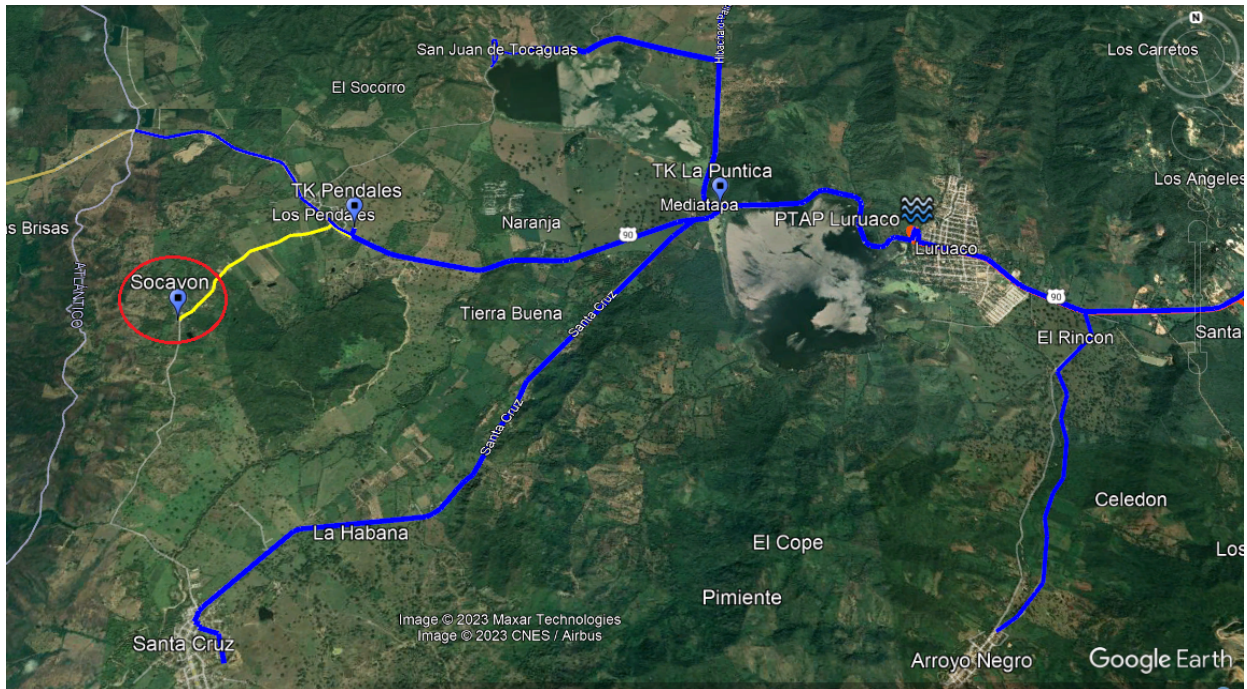 N
San Juan de Tocaguas
Hibacharo-
Los Carretos
El Socorro
TK La Puntica
TK Pendales
Los Pendales
Mediatapa
Los Angeles
as Brisas
Naranja
PTAP Luruaco
90
Luruaco
Socavon
ATLANTICO
Tierra Buena
Santa Cruz
90
El Rincon
Santa
Santa Cruz
La Habana
Celedon
El Cope
Los
Pimiente
Image © 2023 Maxar Technologies
Image © 2023 CNES / Airbus
Santa Cruz
Arroyo Negro
Google Earth